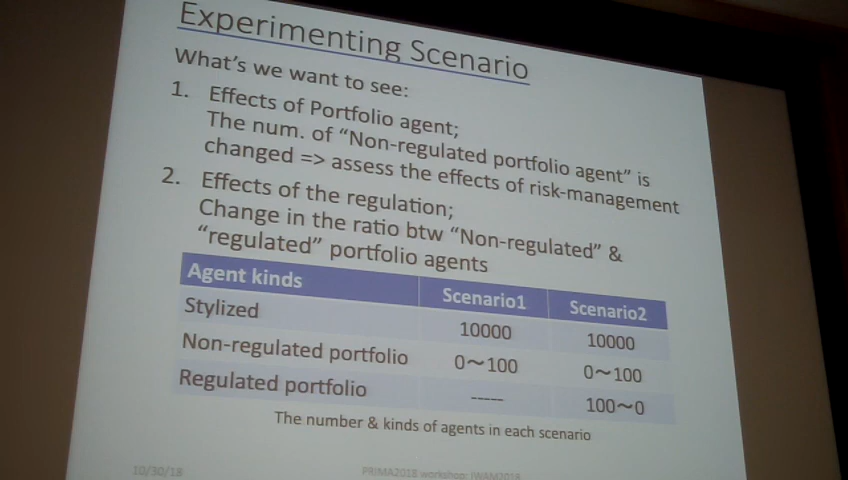 Experimenting Scenario
What's we want to see:
1. Effects of Portfolio agent;
The num. of "Non-regulated portfolio agent" is
changed => assess the effects of risk-management
2. Effects of the regulation;
Change in the ratio btw "Non-regulated" &
"regulated" portfolio agents
Agent kinds Scenario1 Scenario2
Stylized 10000 10000
Non-regulated portfolio 0～100 0～100
Regulated portfolio ----- 100～0
The number & kinds of agents in each scenario
10/30/18 PRIMA2018 workshop: IWAM2018